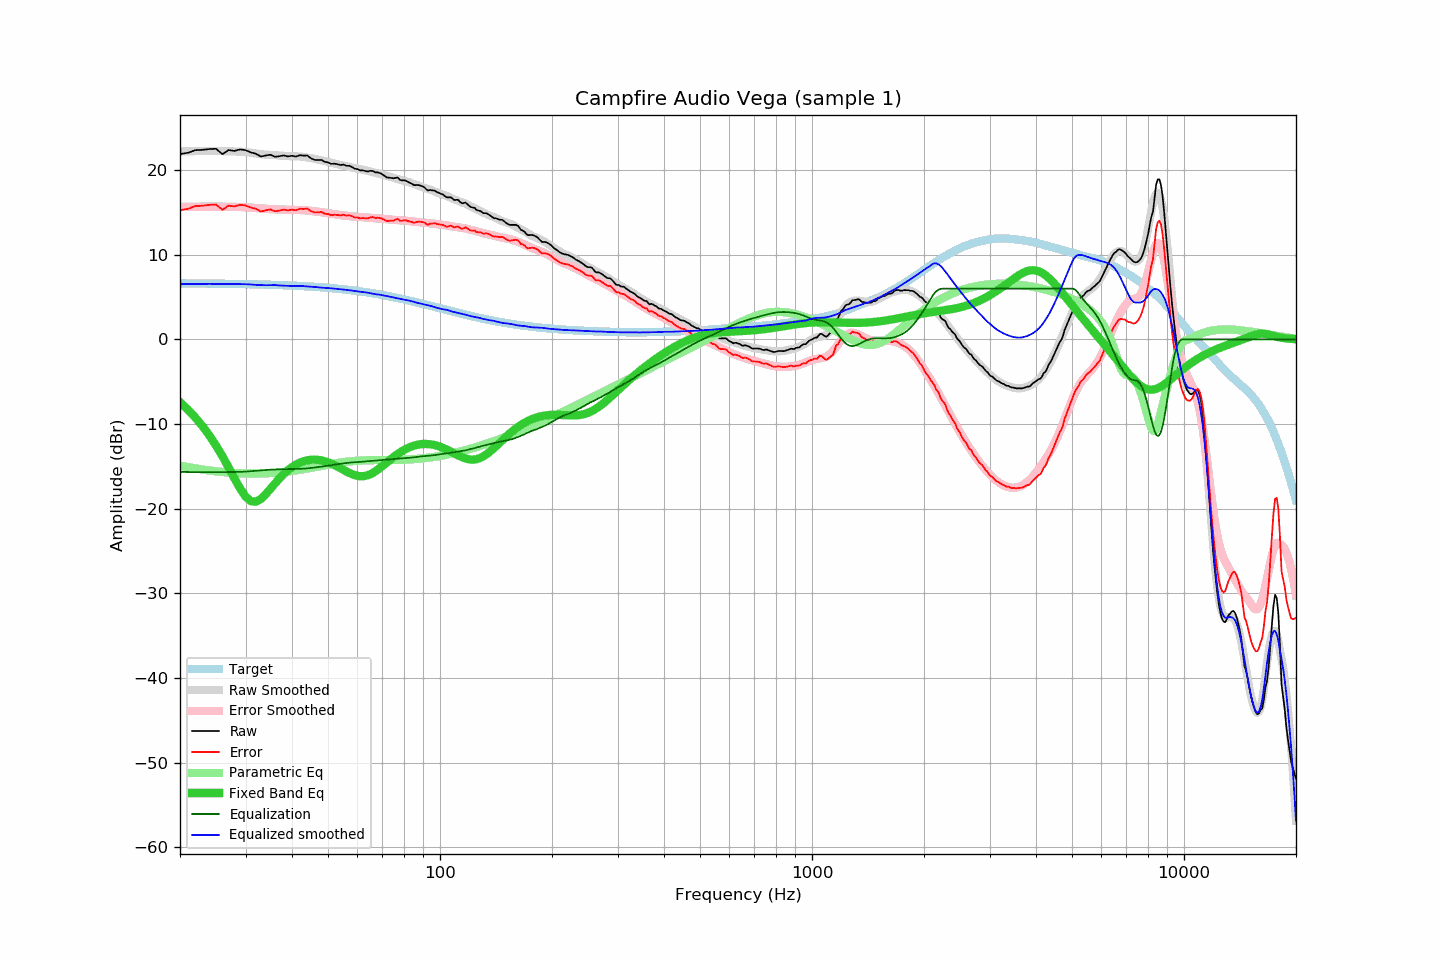 Campfire Audio Vega (sample 1)
20
10
0
−10
−20
−30
−40
−50
−60
Amplitude (dBr)
Target
Raw Smoothed
Error Smoothed
Raw
Error
Parametric Eq
Fixed Band Eq
Equalization
Equalized smoothed
100
1000
10000
Frequency (Hz)